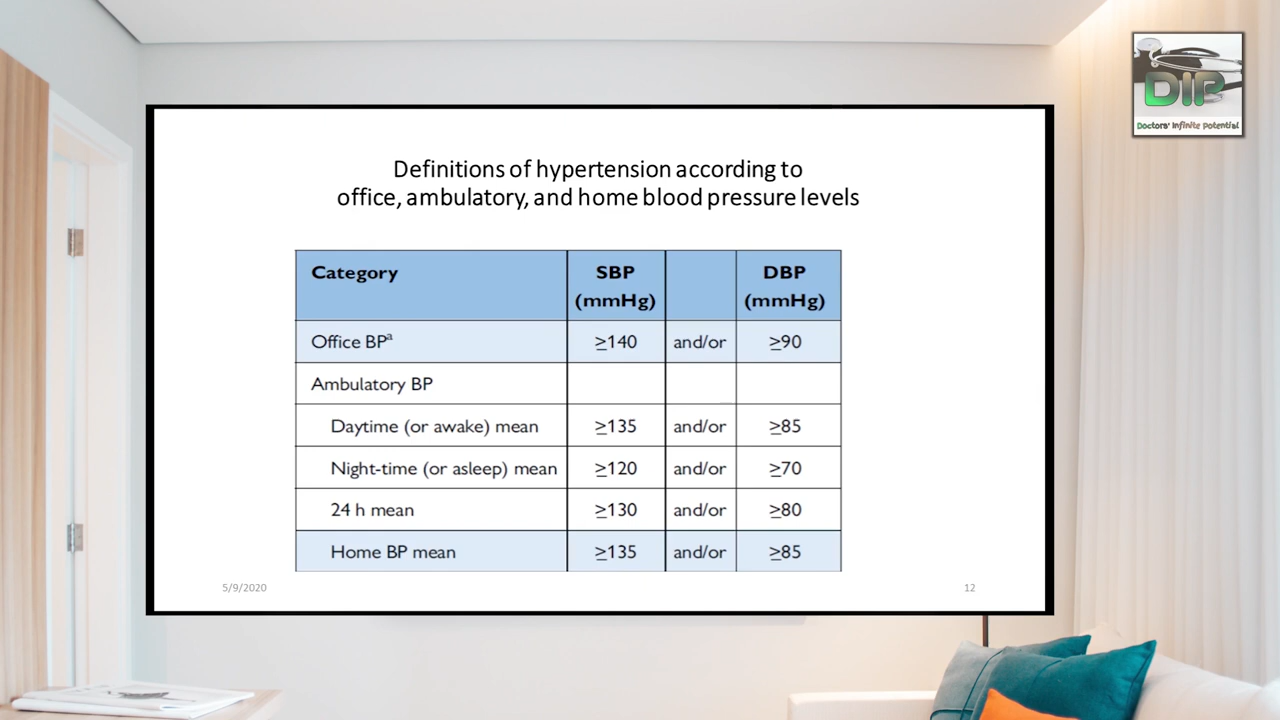 DIP
Doctors' Infinite Potential
Definitions of hypertension according to
office, ambulatory, and home blood pressure levels
Category SBP (mmHg) DBP (mmHg)
Office BPᵃ ≥140 and/or ≥90
Ambulatory BP
Daytime (or awake) mean ≥135 and/or ≥85
Night-time (or asleep) mean ≥120 and/or ≥70
24 h mean ≥130 and/or ≥80
Home BP mean ≥135 and/or ≥85
5/9/2020 12